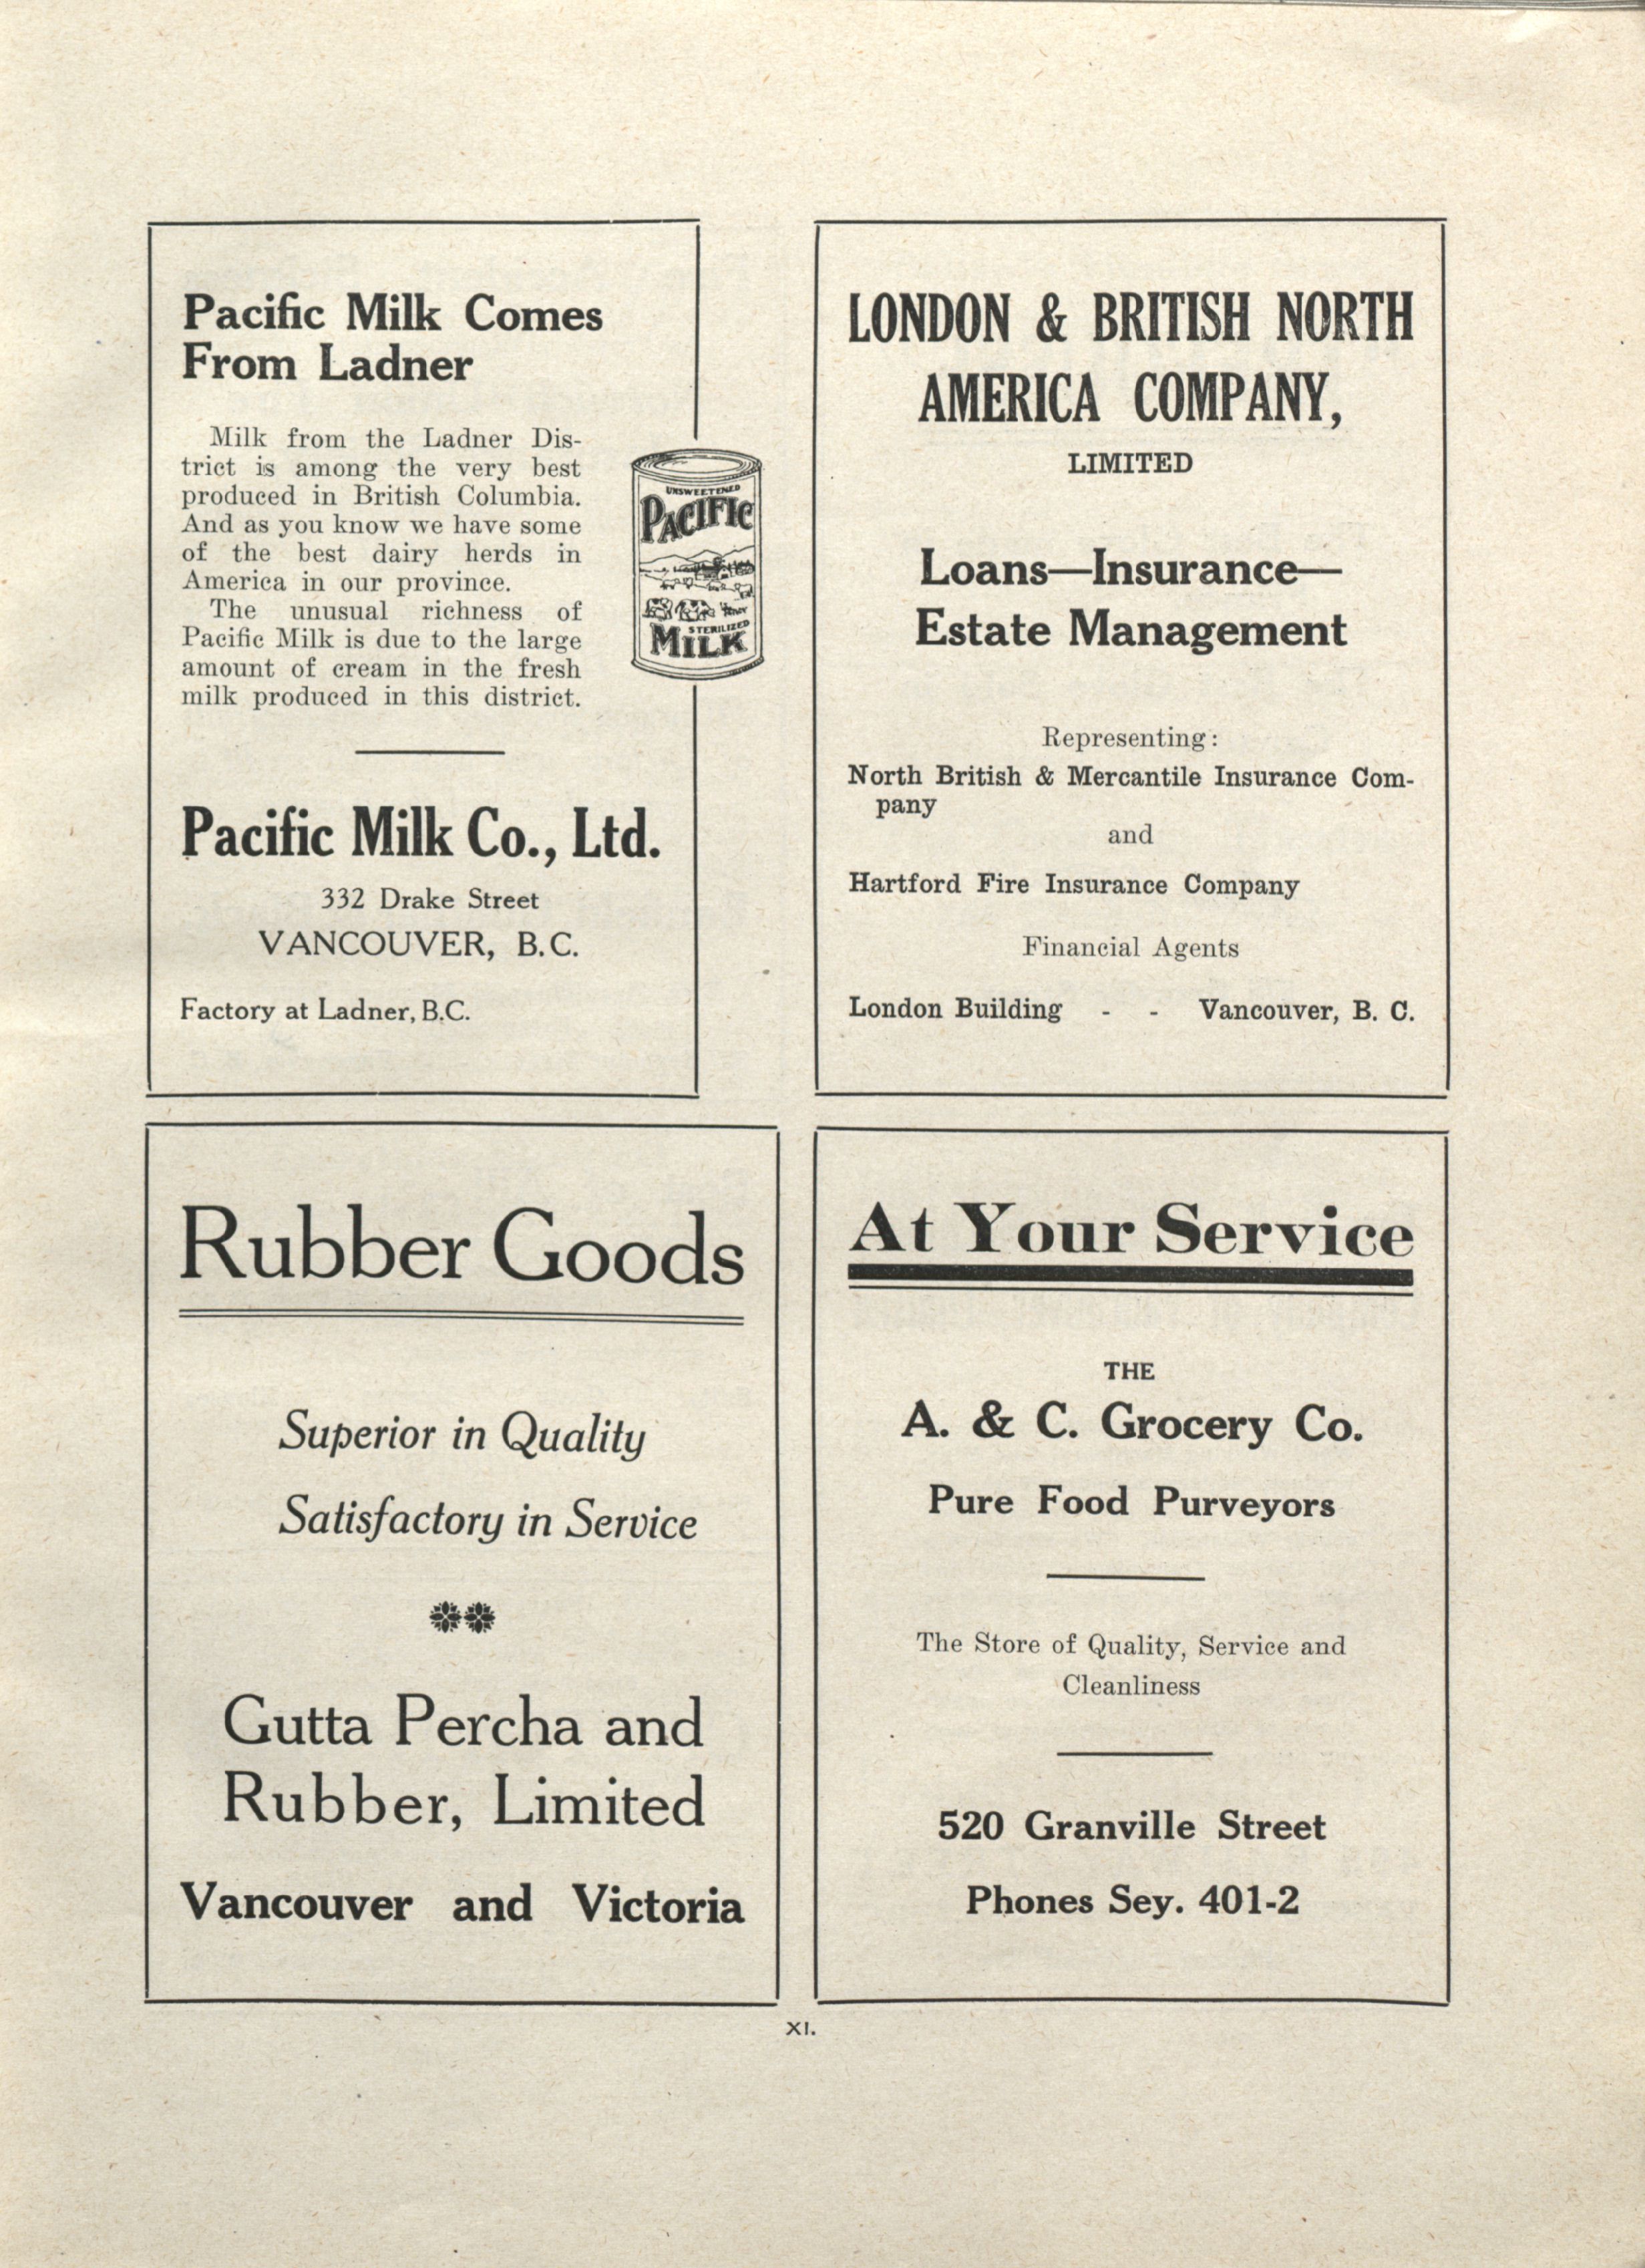 Pacific Milk Comes
From Ladner
Milk from the Ladner Dis-
trict is among the very best
produced in British Columbia.
And as you know we have some
of the best dairy herds in
America in our province.
The unusual richness of
Pacific Milk is due to the large
amount of cream in the fresh
milk produced in this district.
UNSWEETENED
PACIFIC
STERILIZED
MILK
Pacific Milk Co., Ltd.
332 Drake Street
VANCOUVER, B.C.
Factory at Ladner, B.C.
LONDON & BRITISH NORTH
AMERICA COMPANY,
LIMITED
Loans—Insurance—
Estate Management
Representing:
North British & Mercantile Insurance Com-
pany
and
Hartford Fire Insurance Company
Financial Agents
London Building - - Vancouver, B. C.
Rubber Goods
Superior in Quality
Satisfactory in Service
Gutta Percha and
Rubber, Limited
Vancouver and Victoria
At Your Service
THE
A. & C. Grocery Co.
Pure Food Purveyors
The Store of Quality, Service and
Cleanliness
520 Granville Street
Phones Sey. 401-2
XI.